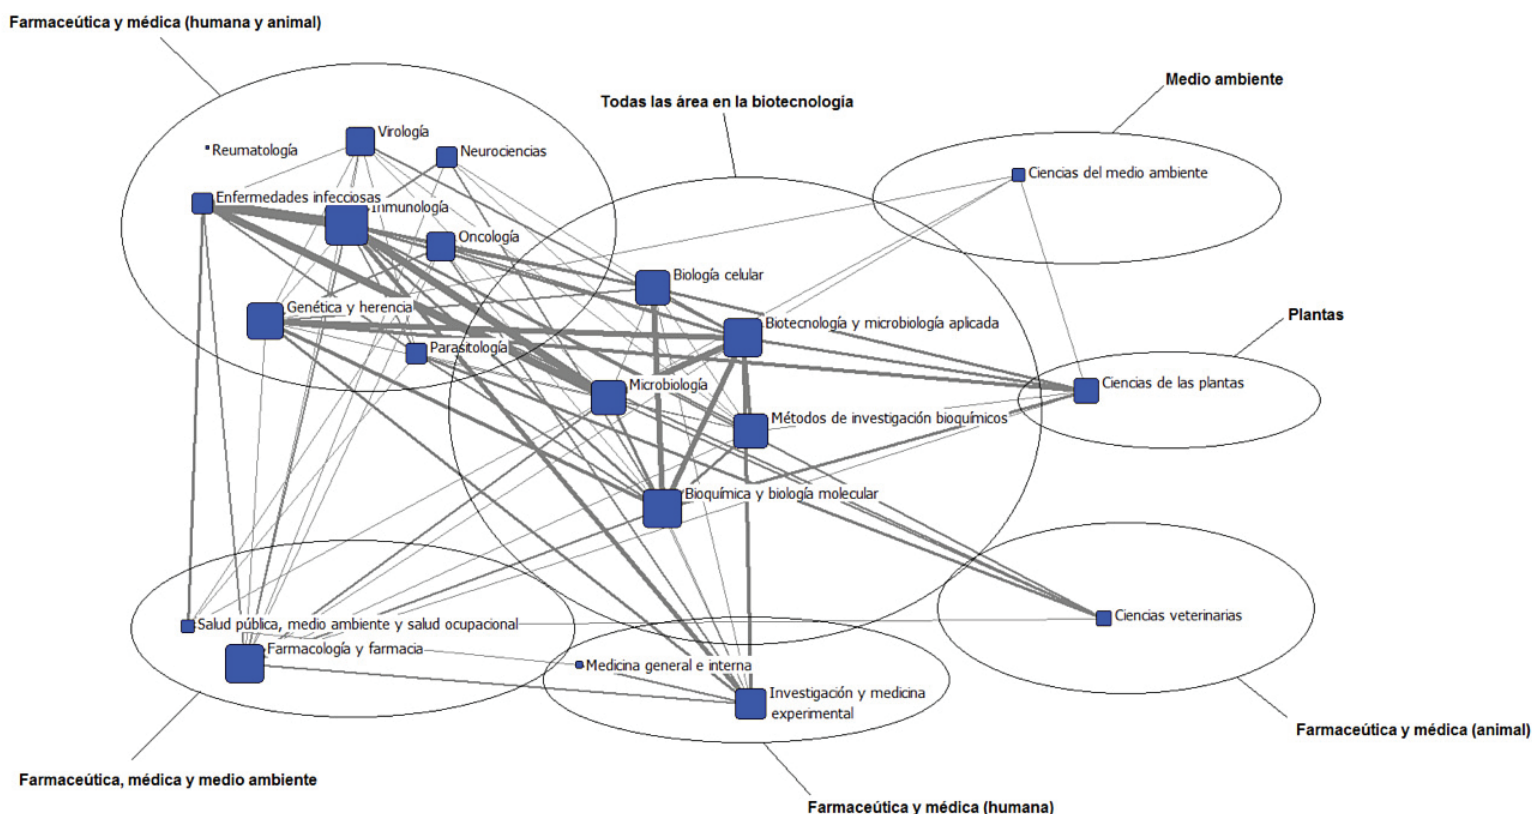 Farmaceútica y médica (humana y animal)
Medio ambiente
Todas las área en la biotecnología
Virología
Reumatología
Neurociencias
Ciencias del medio ambiente
Enfermedades infecciosas
Inmunología
Oncología
Biología celular
Genética y herencia
Plantas
Biotecnología y microbiología aplicada
Parasitología
Microbiología
Ciencias de las plantas
Métodos de investigación bioquímicos
Bioquímica y biología molecular
Ciencias veterinarias
Salud pública, medio ambiente y salud ocupacional
Farmacología y farmacia
Medicina general e interna
Investigación y medicina
experimental
Farmaceútica y médica (animal)
Farmaceútica, médica y medio ambiente
Farmaceútica y médica (humana)